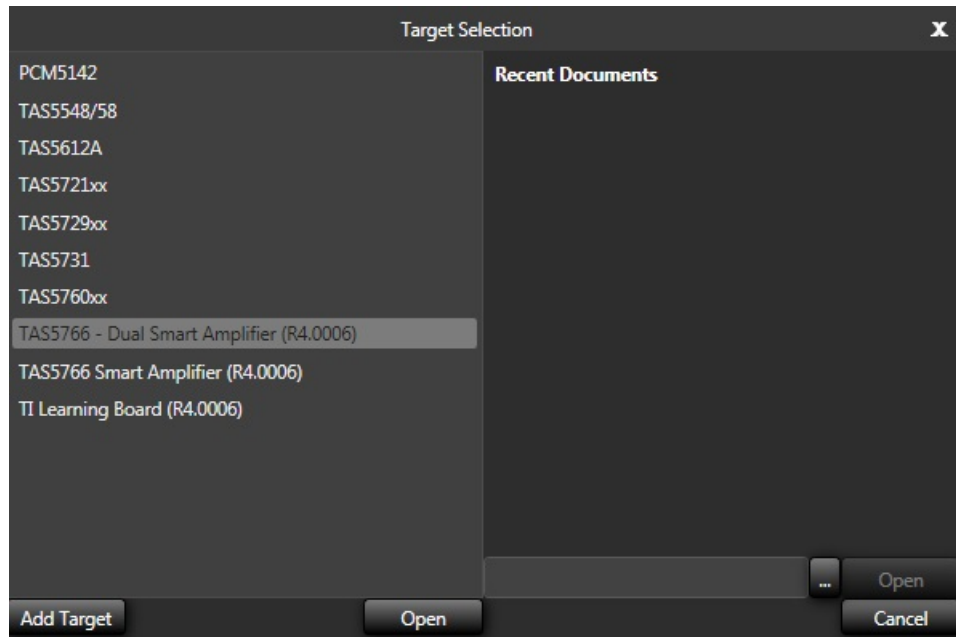 Target Selection
X
PCM5142
TAS5548/58
TAS5612A
TAS5721xx
TAS5729xx
TAS5731
TAS5760xx
TAS5766 - Dual Smart Amplifier (R4.0006)
TAS5766 Smart Amplifier (R4.0006)
TI Learning Board (R4.0006)
Recent Documents
...
Open
Add Target
Open
Cancel